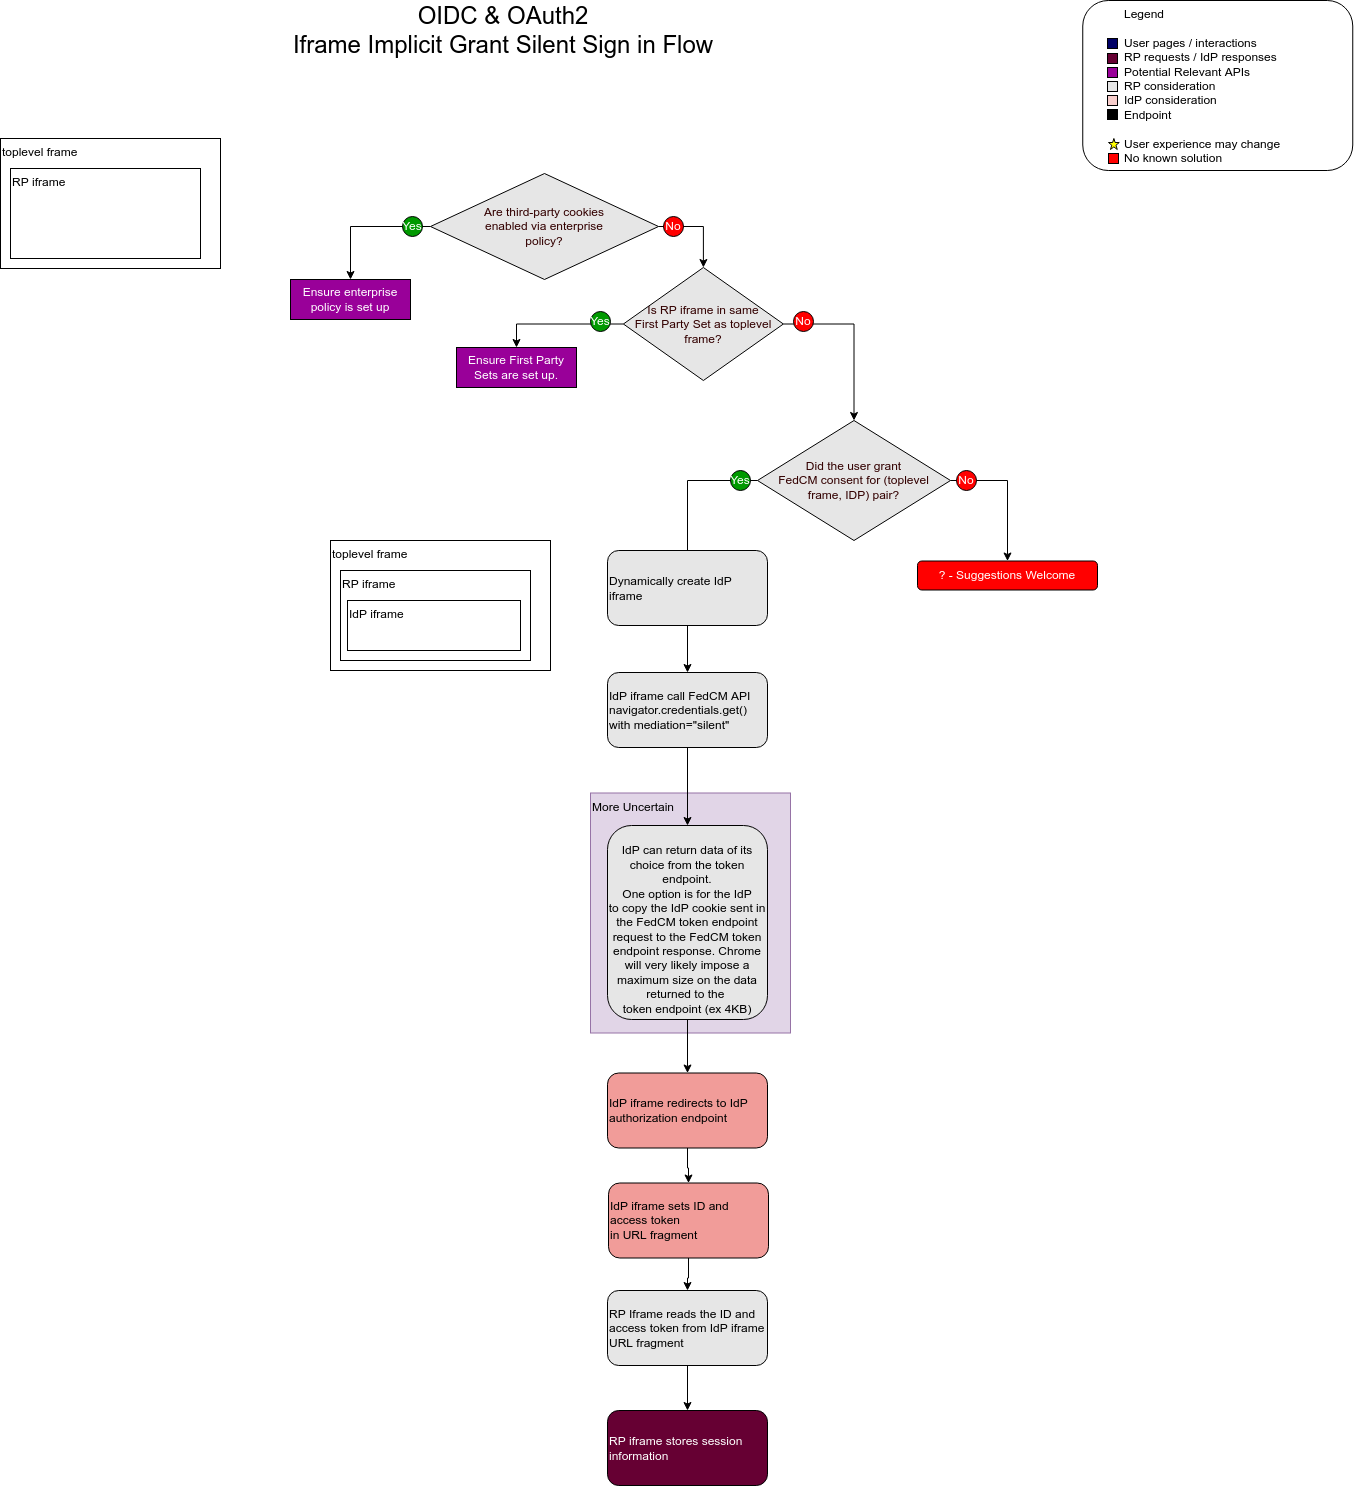 OIDC & OAuth2
Iframe Implicit Grant Silent Sign in Flow
Legend
User pages / interactions
RP requests / IdP responses
Potential Relevant APIs
RP consideration
IdP consideration
Endpoint
User experience may change
No known solution
toplevel frame
RP iframe
Are third-party cookies
enabled via enterprise
policy?
Yes
No
Ensure enterprise
policy is set up
Is RP iframe in same
First Party Set as toplevel
frame?
Yes
No
Ensure First Party
Sets are set up.
Did the user grant
FedCM consent for (toplevel
frame, IDP) pair?
Yes
No
? - Suggestions Welcome
toplevel frame
RP iframe
IdP iframe
Dynamically create IdP
iframe
IdP iframe call FedCM API
navigator.credentials.get()
with mediation="silent"
More Uncertain
IdP can return data of its
choice from the token
endpoint.
One option is for the IdP
to copy the IdP cookie sent in
the FedCM token endpoint
request to the FedCM token
endpoint response. Chrome
will very likely impose a
maximum size on the data
returned to the
token endpoint (ex 4KB)
IdP iframe redirects to IdP
authorization endpoint
IdP iframe sets ID and
access token
in URL fragment
RP Iframe reads the ID and
access token from IdP iframe
URL fragment
RP iframe stores session
information